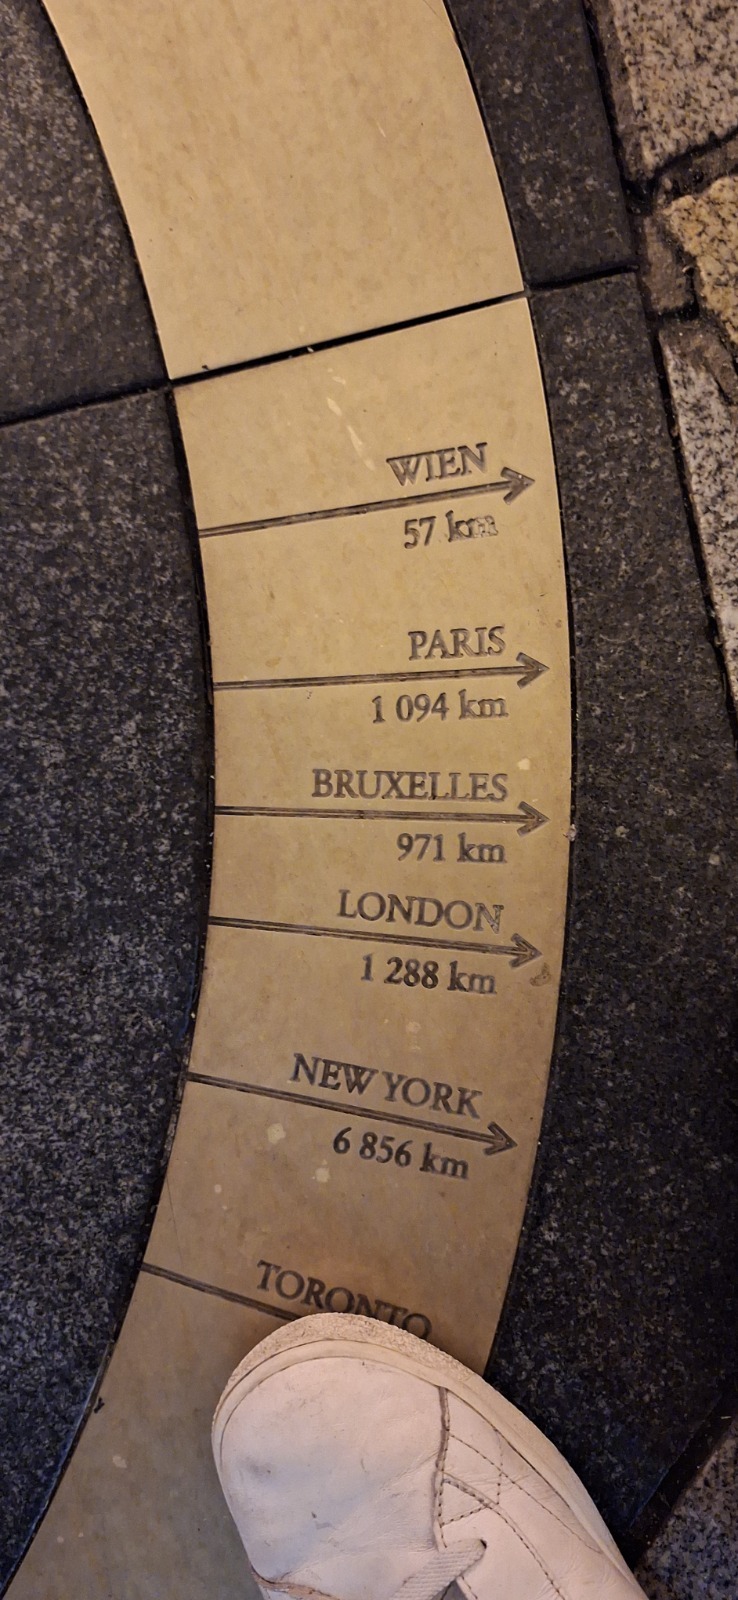 WIEN
57 km
PARIS
1 094 km
BRUXELLES
971 km
LONDON
1 288 km
NEW YORK
6 856 km
TORONTO